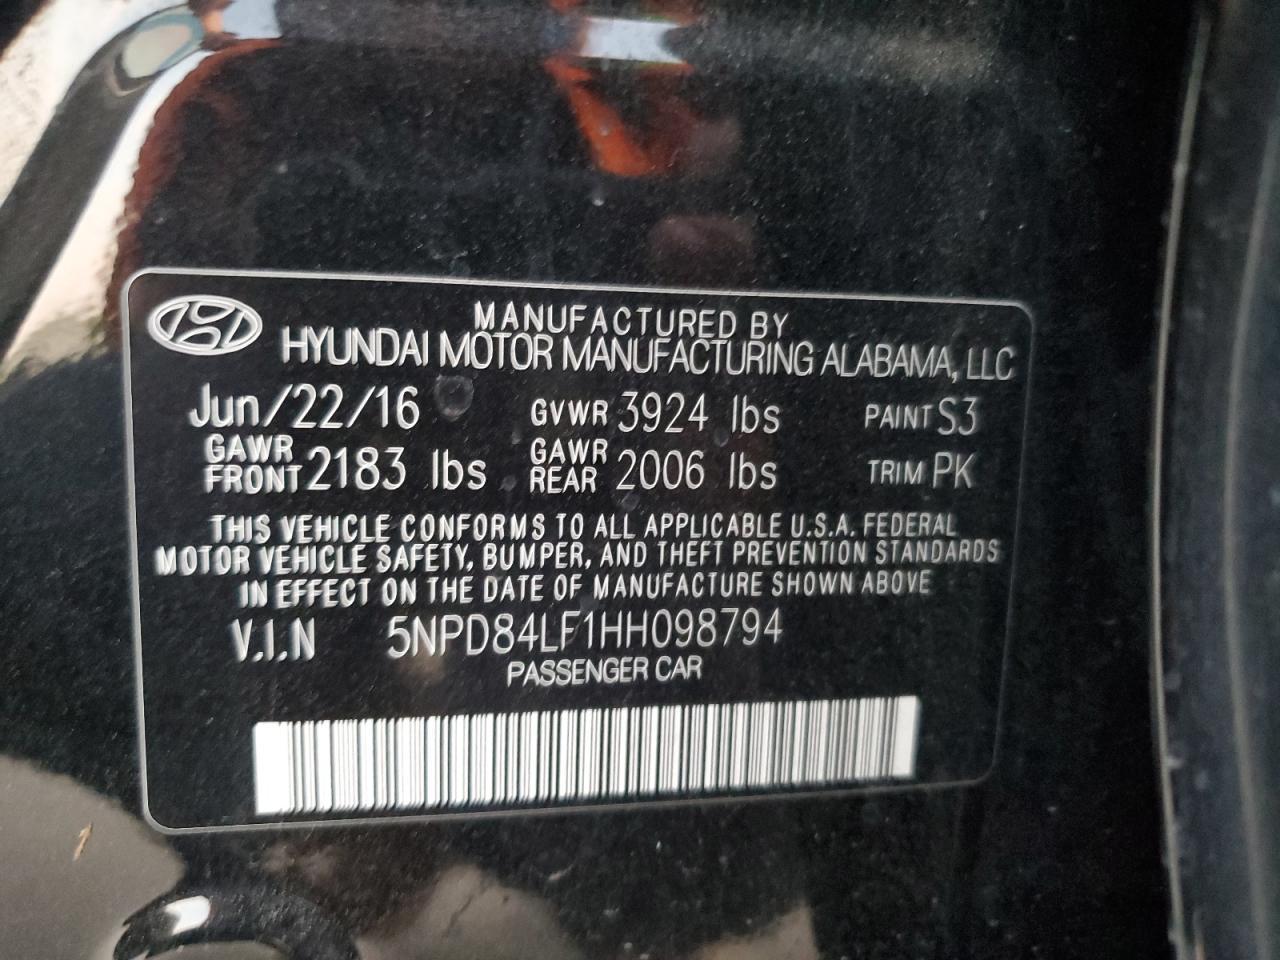 MANUFACTURED BY
HYUNDAI MOTOR MANUFACTURING ALABAMA, LLC
Jun/22/16 GVWR 3924 lbs PAINT S3
GAWR FRONT 2183 lbs GAWR REAR 2006 lbs TRIM PK
THIS VEHICLE CONFORMS TO ALL APPLICABLE U.S.A. FEDERAL
MOTOR VEHICLE SAFETY, BUMPER, AND THEFT PREVENTION STANDARDS
IN EFFECT ON THE DATE OF MANUFACTURE SHOWN ABOVE
V.I.N 5NPD84LF1HH098794
PASSENGER CAR